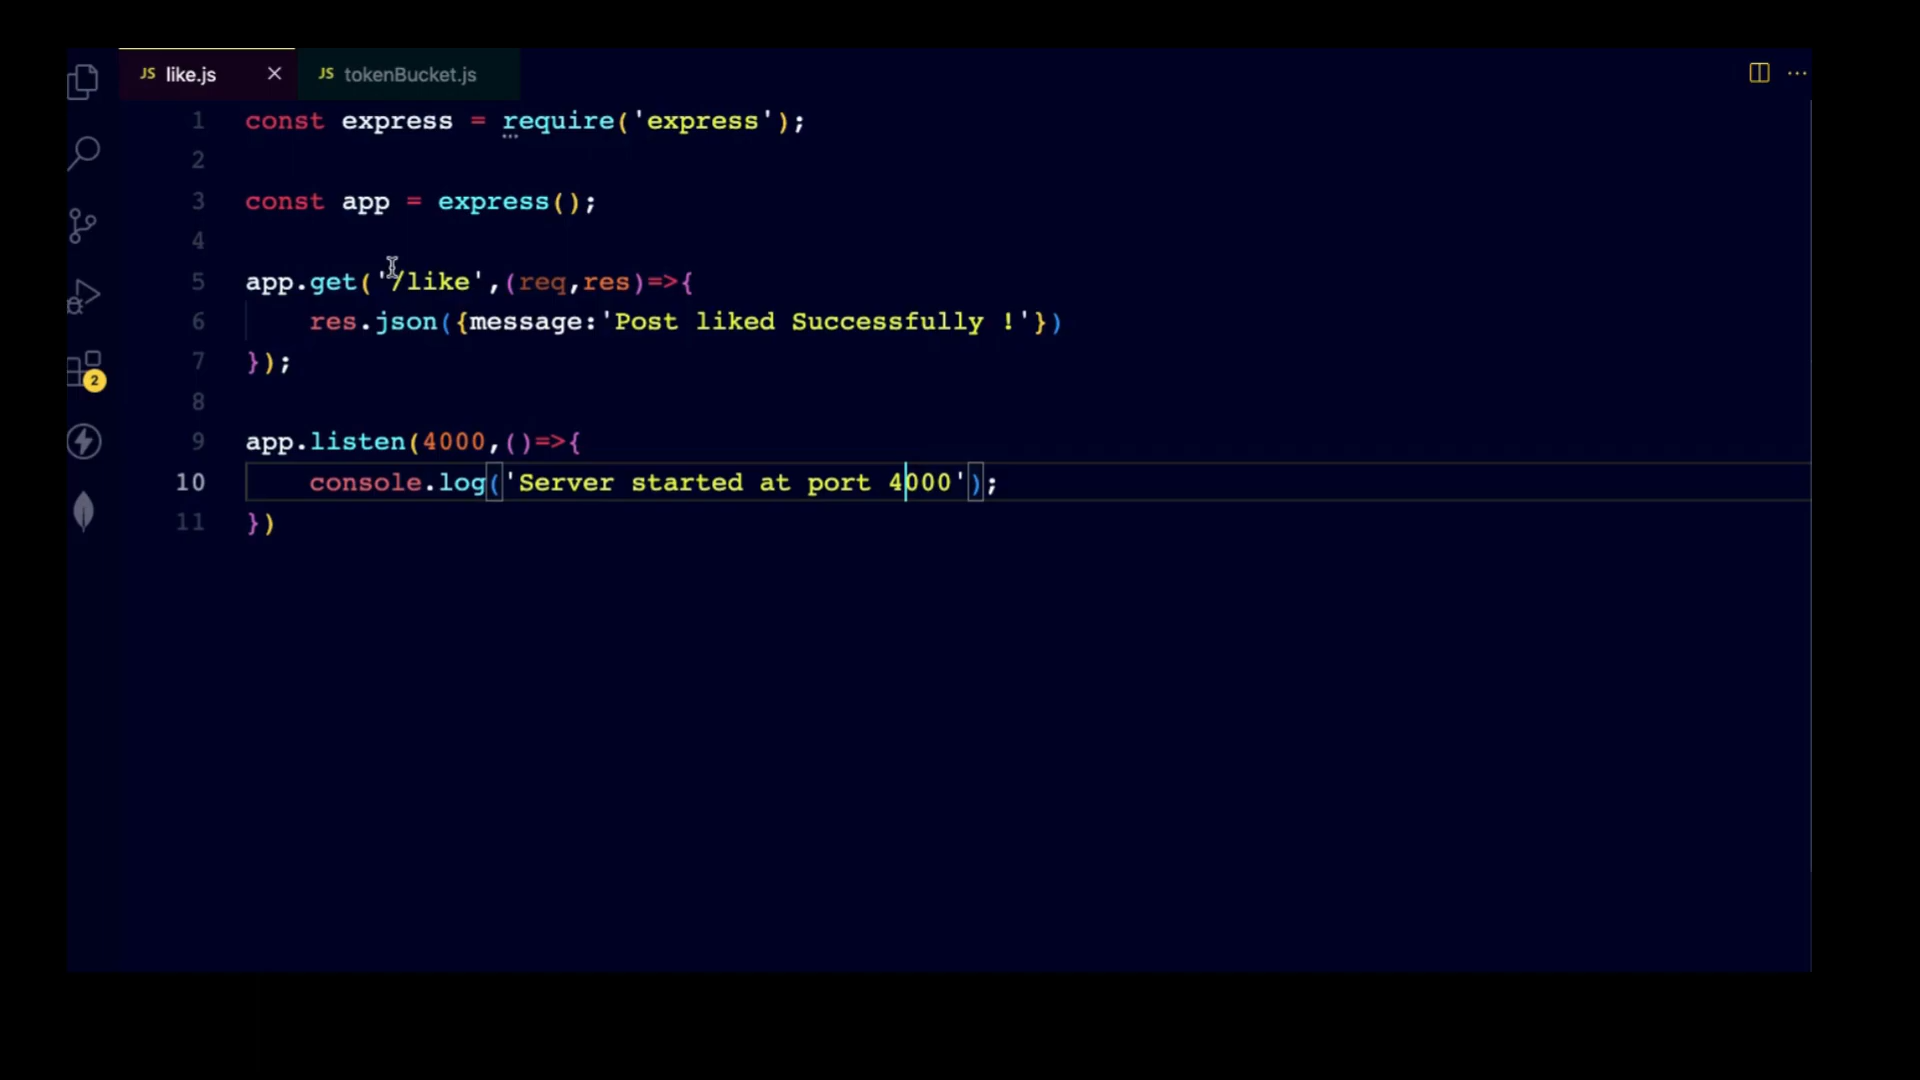 JS like.js JS tokenBucket.js
1 const express = require('express');
2
3 const app = express();
4
5 app.get('/like',(req,res)=>{
6 res.json({message:'Post liked Successfully !'})
7 });
8
9 app.listen(4000,()=>{
10 console.log('Server started at port 4000');
11 })
2